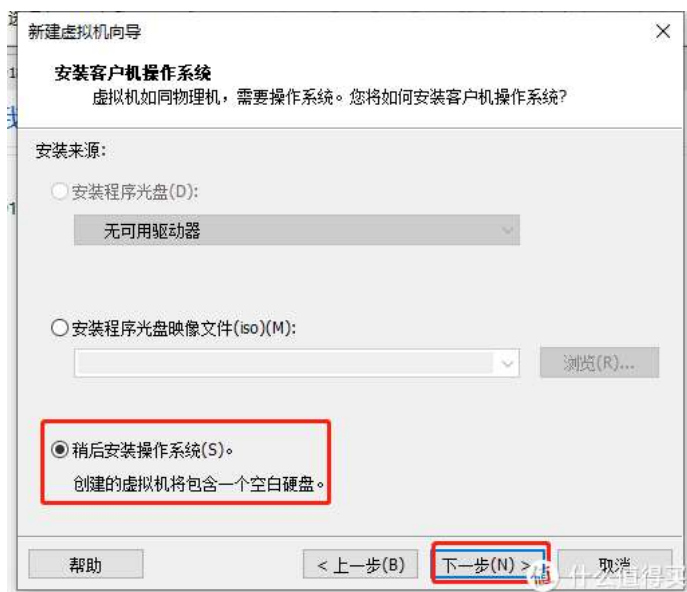 新建虚拟机向导
安装客户机操作系统
虚拟机如同物理机，需要操作系统。您将如何安装客户机操作系统?
安装来源:
安装程序光盘(D):
无可用驱动器
安装程序光盘映像文件(iso)(M):
浏览(R)...
稍后安装操作系统(S)。
创建的虚拟机将包含一个空白硬盘。
帮助
< 上一步(B)
下一步(N) >
取消
值 什么值得买